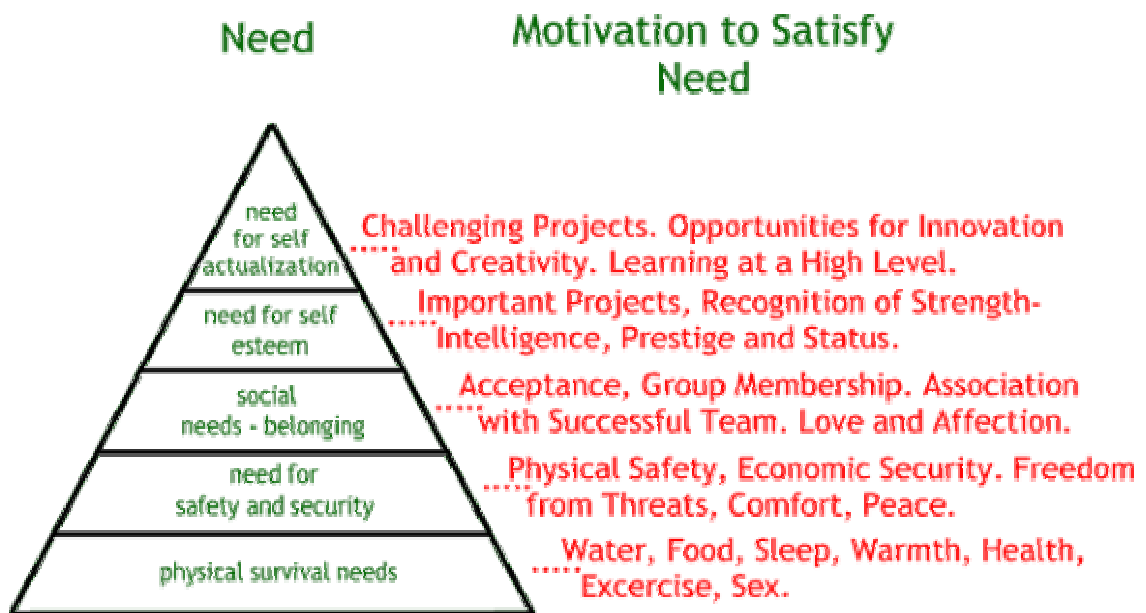 Need
Motivation to Satisfy
Need
need
for self
actualization
Challenging Projects. Opportunities for Innovation
and Creativity. Learning at a High Level.
need for self
esteem
Important Projects, Recognition of Strength-
Intelligence, Prestige and Status.
social
needs - belonging
Acceptance, Group Membership. Association
with Successful Team. Love and Affection.
need for
safety and security
Physical Safety, Economic Security. Freedom
from Threats, Comfort, Peace.
physical survival needs
Water, Food, Sleep, Warmth, Health,
Excercise, Sex.